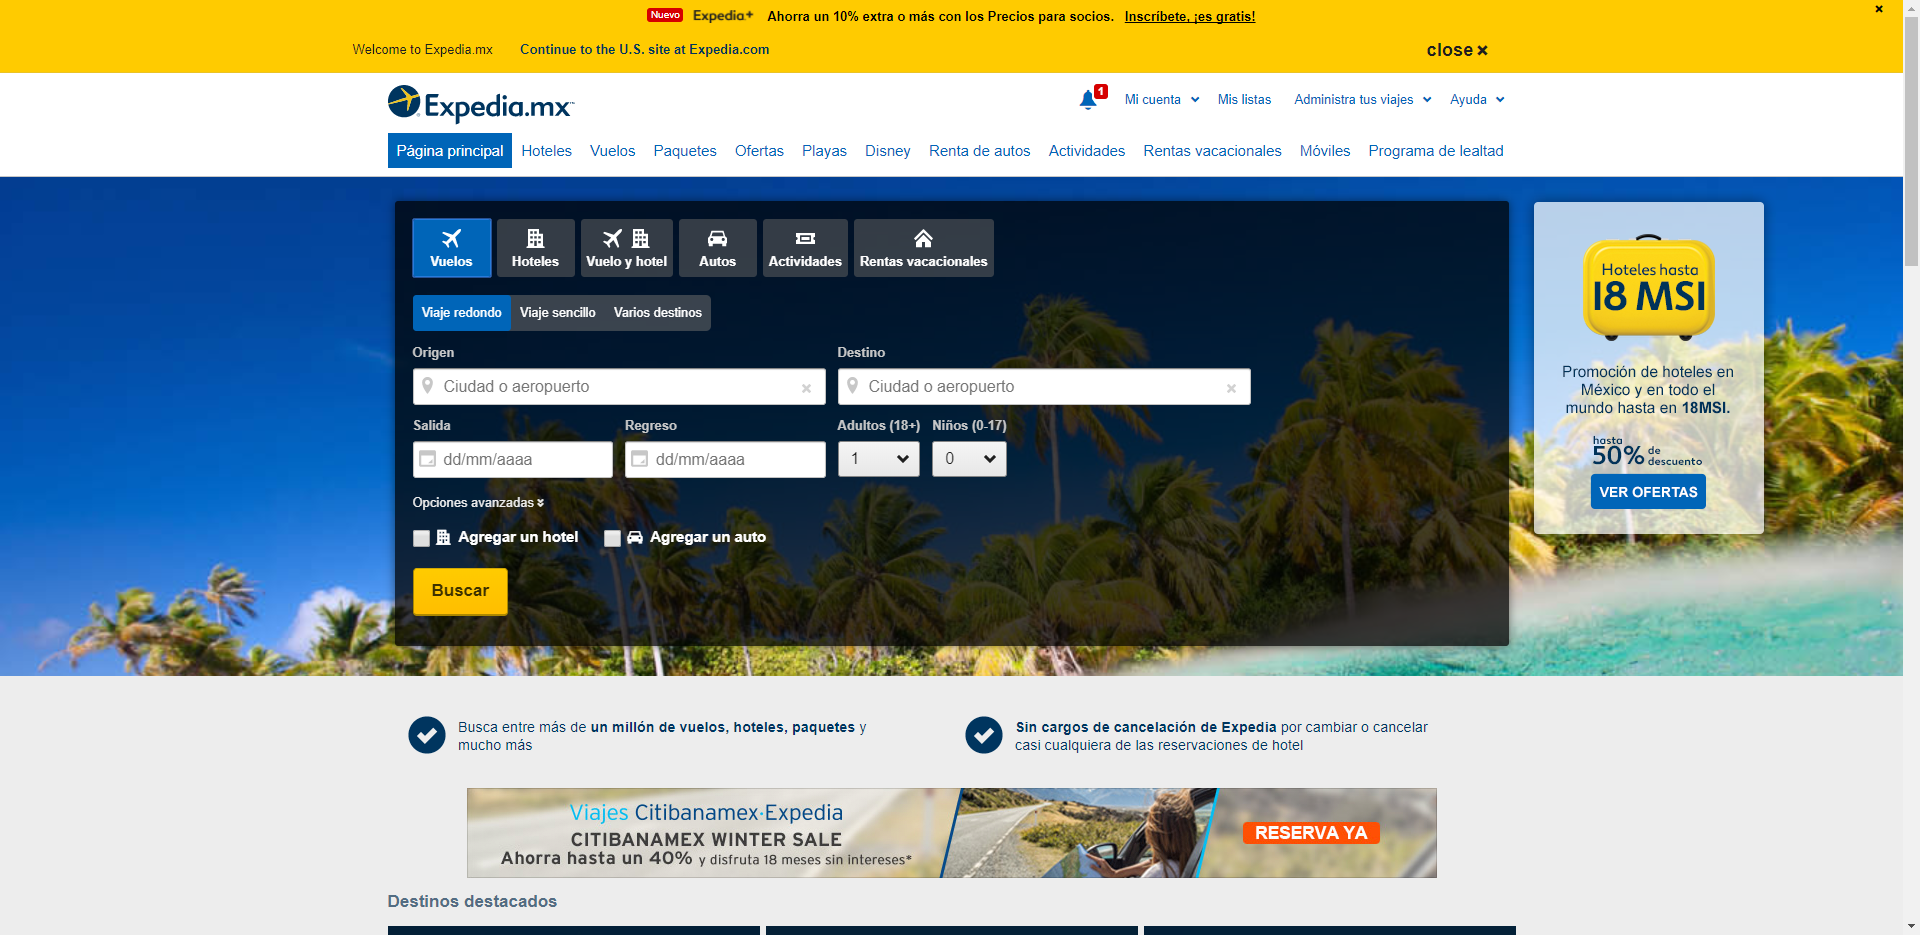 Nuevo Expedia+ Ahorra un 10% extra o más con los Precios para socios. Inscríbete, ¡es gratis!
Welcome to Expedia.mx Continue to the U.S. site at Expedia.com close
Expedia.mx
1 Mi cuenta Mis listas Administra tus viajes Ayuda
Página principal Hoteles Vuelos Paquetes Ofertas Playas Disney Renta de autos Actividades Rentas vacacionales Móviles Programa de lealtad
Vuelos Hoteles Vuelo y hotel Autos Actividades Rentas vacacionales
Viaje redondo Viaje sencillo Varios destinos
Origen Destino
Ciudad o aeropuerto Ciudad o aeropuerto
Salida Regreso Adultos (18+) Niños (0-17)
dd/mm/aaaa dd/mm/aaaa 1 0
Opciones avanzadas
Agregar un hotel Agregar un auto
Buscar
Hoteles hasta
18 MSI
Promoción de hoteles en
México y en todo el
mundo hasta en 18MSI.
hasta
50% de
descuento
VER OFERTAS
Busca entre más de un millón de vuelos, hoteles, paquetes y
mucho más
Sin cargos de cancelación de Expedia por cambiar o cancelar
casi cualquiera de las reservaciones de hotel
Viajes Citibanamex·Expedia
CITIBANAMEX WINTER SALE
Ahorra hasta un 40% y disfruta 18 meses sin intereses*
RESERVA YA
Destinos destacados